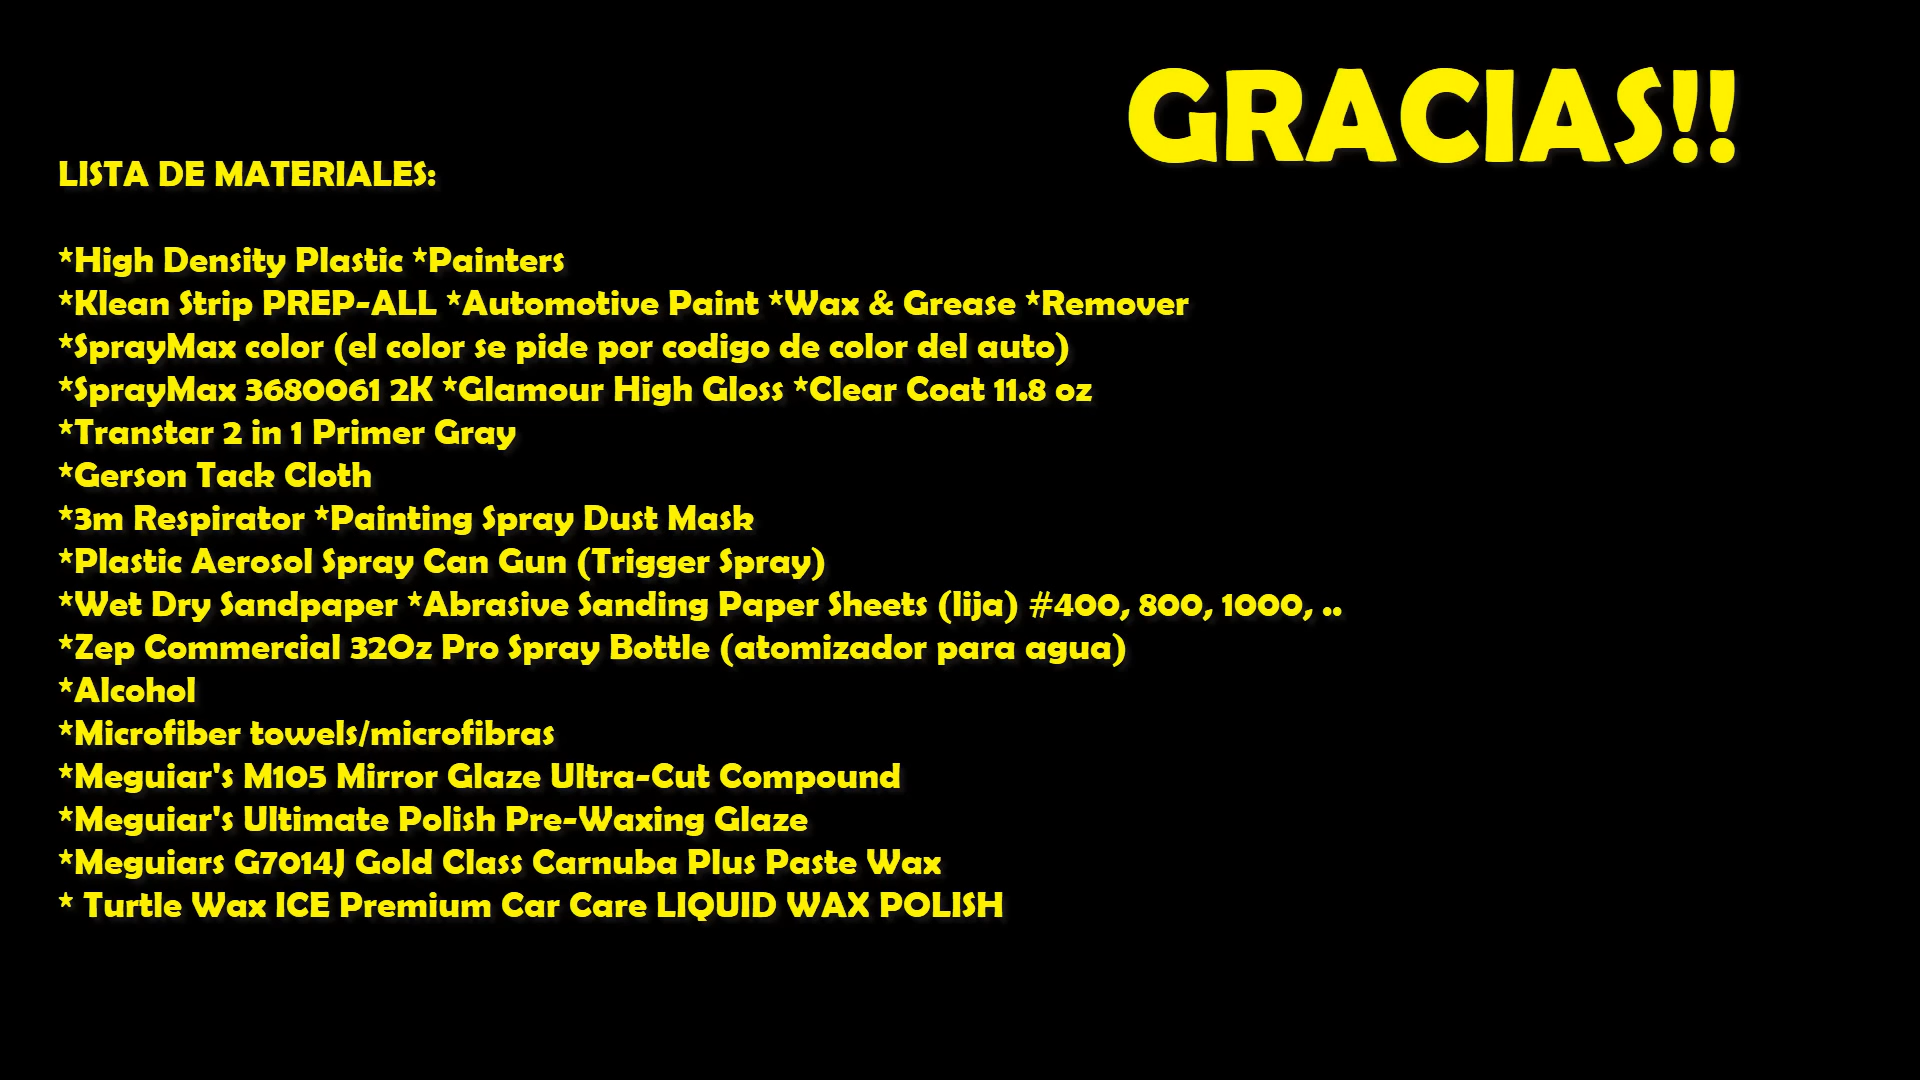 GRACIAS!!
LISTA DE MATERIALES:
*High Density Plastic *Painters
*Klean Strip PREP-ALL *Automotive Paint *Wax & Grease *Remover
*SprayMax color (el color se pide por codigo de color del auto)
*SprayMax 3680061 2K *Glamour High Gloss *Clear Coat 11.8 oz
*Transtar 2 in 1 Primer Gray
*Gerson Tack Cloth
*3m Respirator *Painting Spray Dust Mask
*Plastic Aerosol Spray Can Gun (Trigger Spray)
*Wet Dry Sandpaper *Abrasive Sanding Paper Sheets (lija) #400, 800, 1000, ..
*Zep Commercial 32Oz Pro Spray Bottle (atomizador para agua)
*Alcohol
*Microfiber towels/microfibras
*Meguiar's M105 Mirror Glaze Ultra-Cut Compound
*Meguiar's Ultimate Polish Pre-Waxing Glaze
*Meguiars G7014J Gold Class Carnuba Plus Paste Wax
* Turtle Wax ICE Premium Car Care LIQUID WAX POLISH